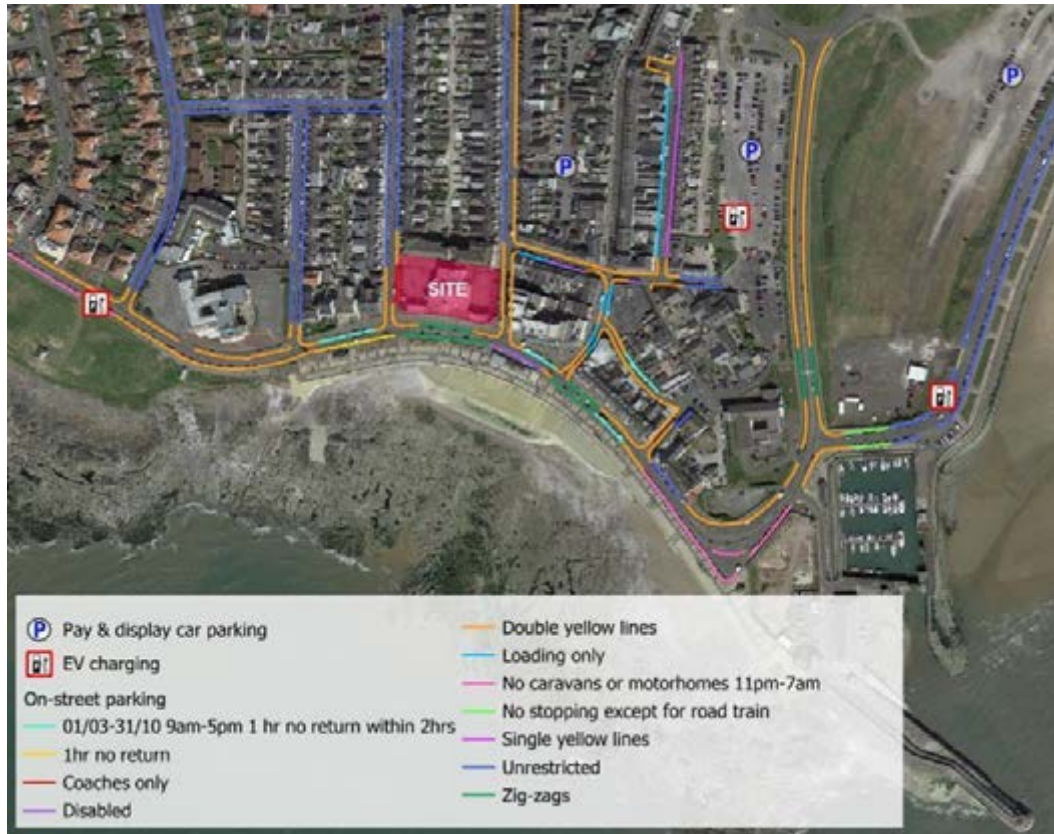 P
P
P
SITE
P Pay & display car parking
EV charging
On-street parking
01/03-31/10 9am-5pm 1 hr no return within 2hrs
1hr no return
Coaches only
Disabled
Double yellow lines
Loading only
No caravans or motorhomes 11pm-7am
No stopping except for road train
Single yellow lines
Unrestricted
Zig-zags